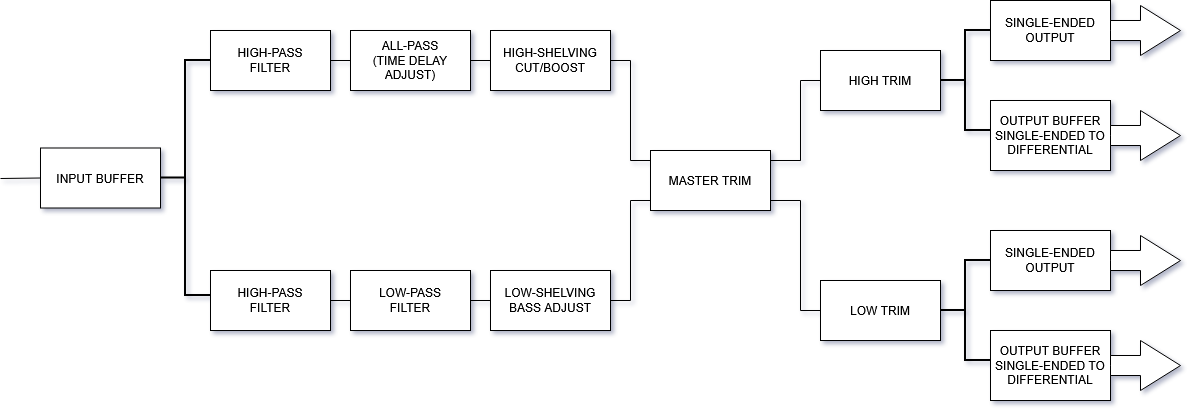 SINGLE-ENDED
OUTPUT
HIGH-PASS
FILTER
ALL-PASS
(TIME DELAY
ADJUST)
HIGH-SHELVING
CUT/BOOST
HIGH TRIM
OUTPUT BUFFER
SINGLE-ENDED TO
DIFFERENTIAL
INPUT BUFFER
MASTER TRIM
SINGLE-ENDED
OUTPUT
HIGH-PASS
FILTER
LOW-PASS
FILTER
LOW-SHELVING
BASS ADJUST
LOW TRIM
OUTPUT BUFFER
SINGLE-ENDED TO
DIFFERENTIAL